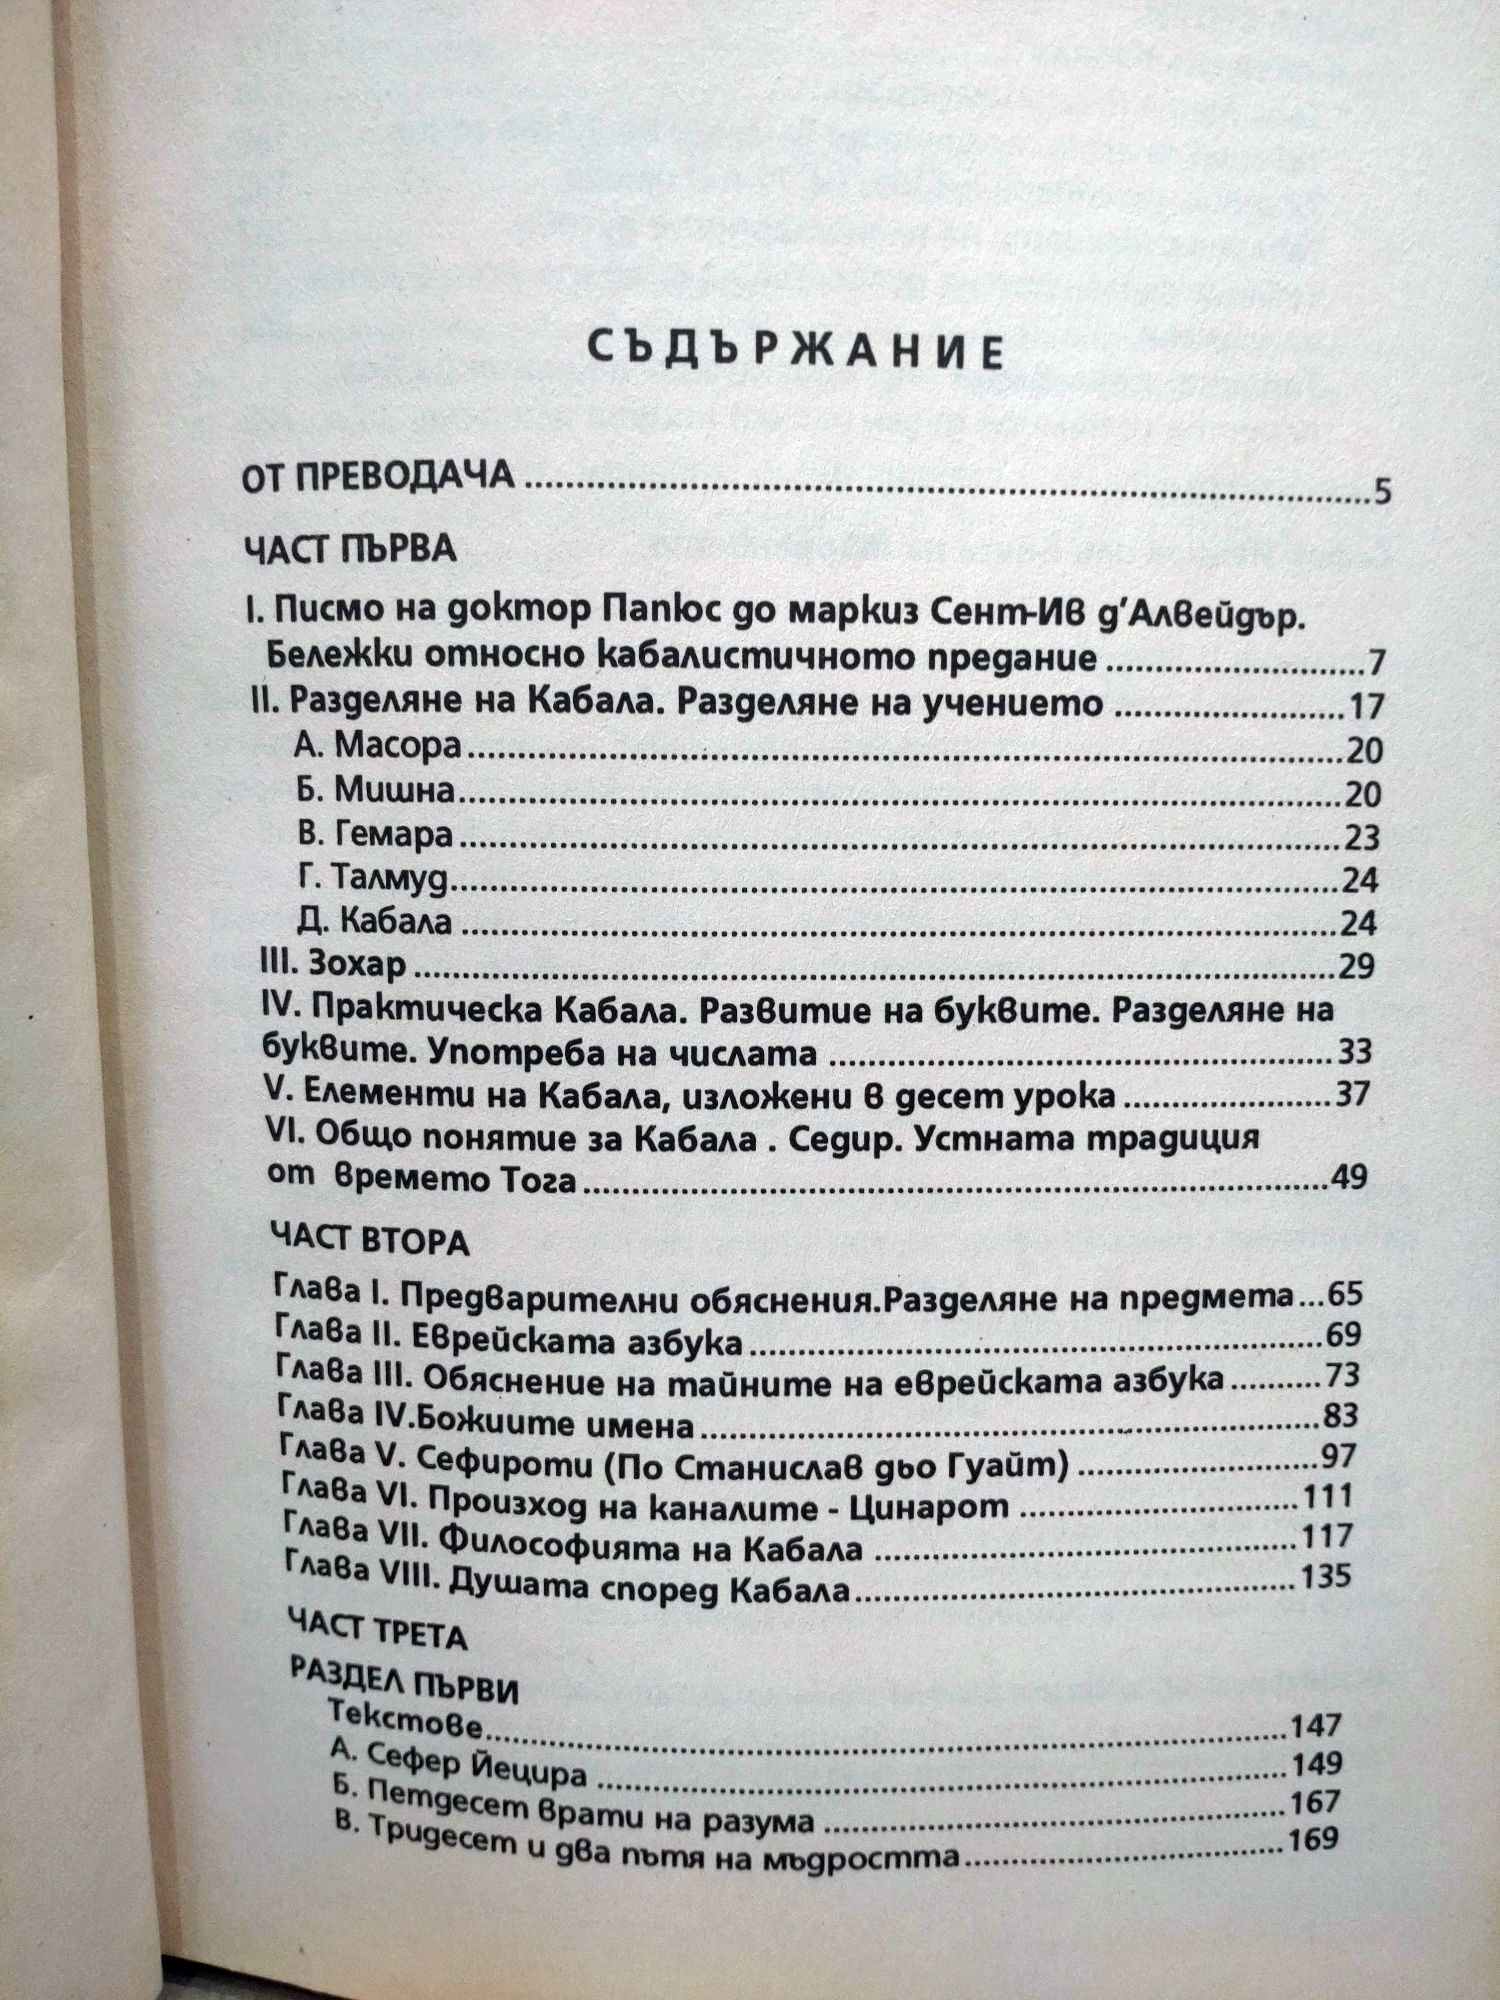 СЪДЪРЖАНИЕ
ОТ ПРЕВОДАЧА ..........5
ЧАСТ ПЪРВА
I. Писмо на доктор Папюс до маркиз Сент-Ив д'Алвейдър.
Бележки относно кабалистичното предание ..........7
II. Разделяне на Кабала. Разделяне на учението ..........17
А. Масора..........20
Б. Мишна..........20
В. Гемара..........23
Г. Талмуд..........24
Д. Кабала ..........24
III. Зохар ..........29
IV. Практическа Кабала. Развитие на буквите. Разделяне на
буквите. Употреба на числата ..........33
V. Елементи на Кабала, изложени в десет урока ..........37
VI. Общо понятие за Кабала . Седир. Устната традиция
от времето Тога..........49
ЧАСТ ВТОРА
Глава I. Предварителни обяснения.Разделяне на предмета...65
Глава II. Еврейската азбука..........69
Глава III. Обяснение на тайните на еврейската азбука..........73
Глава IV.Божиите имена..........83
Глава V. Сефироти (По Станислав дьо Гуайт) ..........97
Глава VI. Произход на каналите - Цинарот ..........111
Глава VII. Философията на Кабала ..........117
Глава VIII. Душата според Кабала..........135
ЧАСТ ТРЕТА
РАЗДЕЛ ПЪРВИ
Текстове..........147
А. Сефер Йецира ..........149
Б. Петдесет врати на разума ..........167
В. Тридесет и два пътя на мъдростта..........169